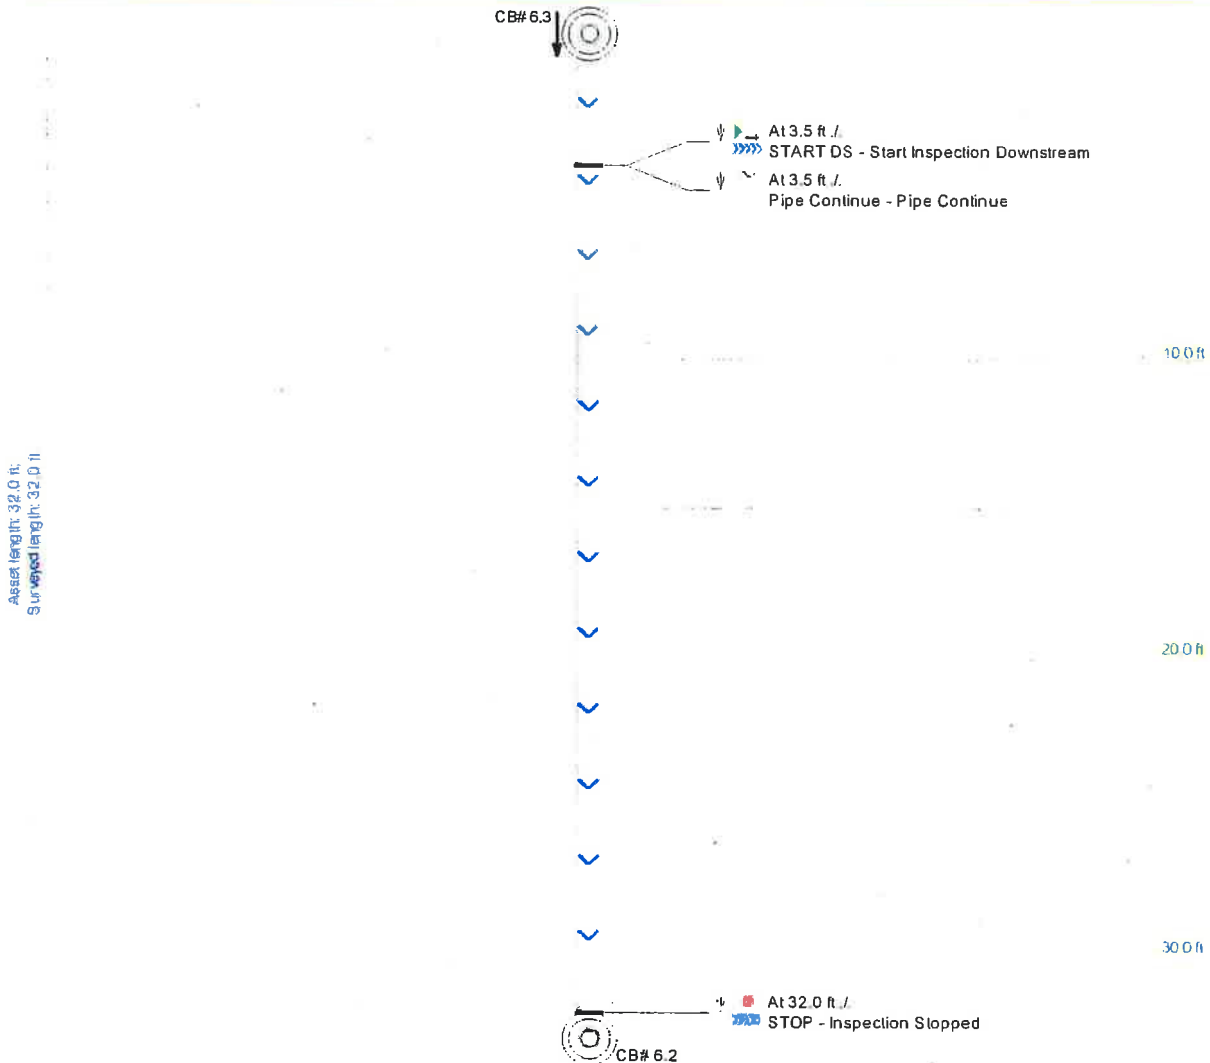 CB# 6.3
At 3.5 ft ./.
START DS - Start Inspection Downstream
At 3.5 ft ./.
Pipe Continue - Pipe Continue
10.0 ft
Asset length: 32.0 ft;
Surveyed length: 32.0 ft
20.0 ft
30.0 ft
At 32.0 ft ./.
STOP - Inspection Stopped
CB# 6.2